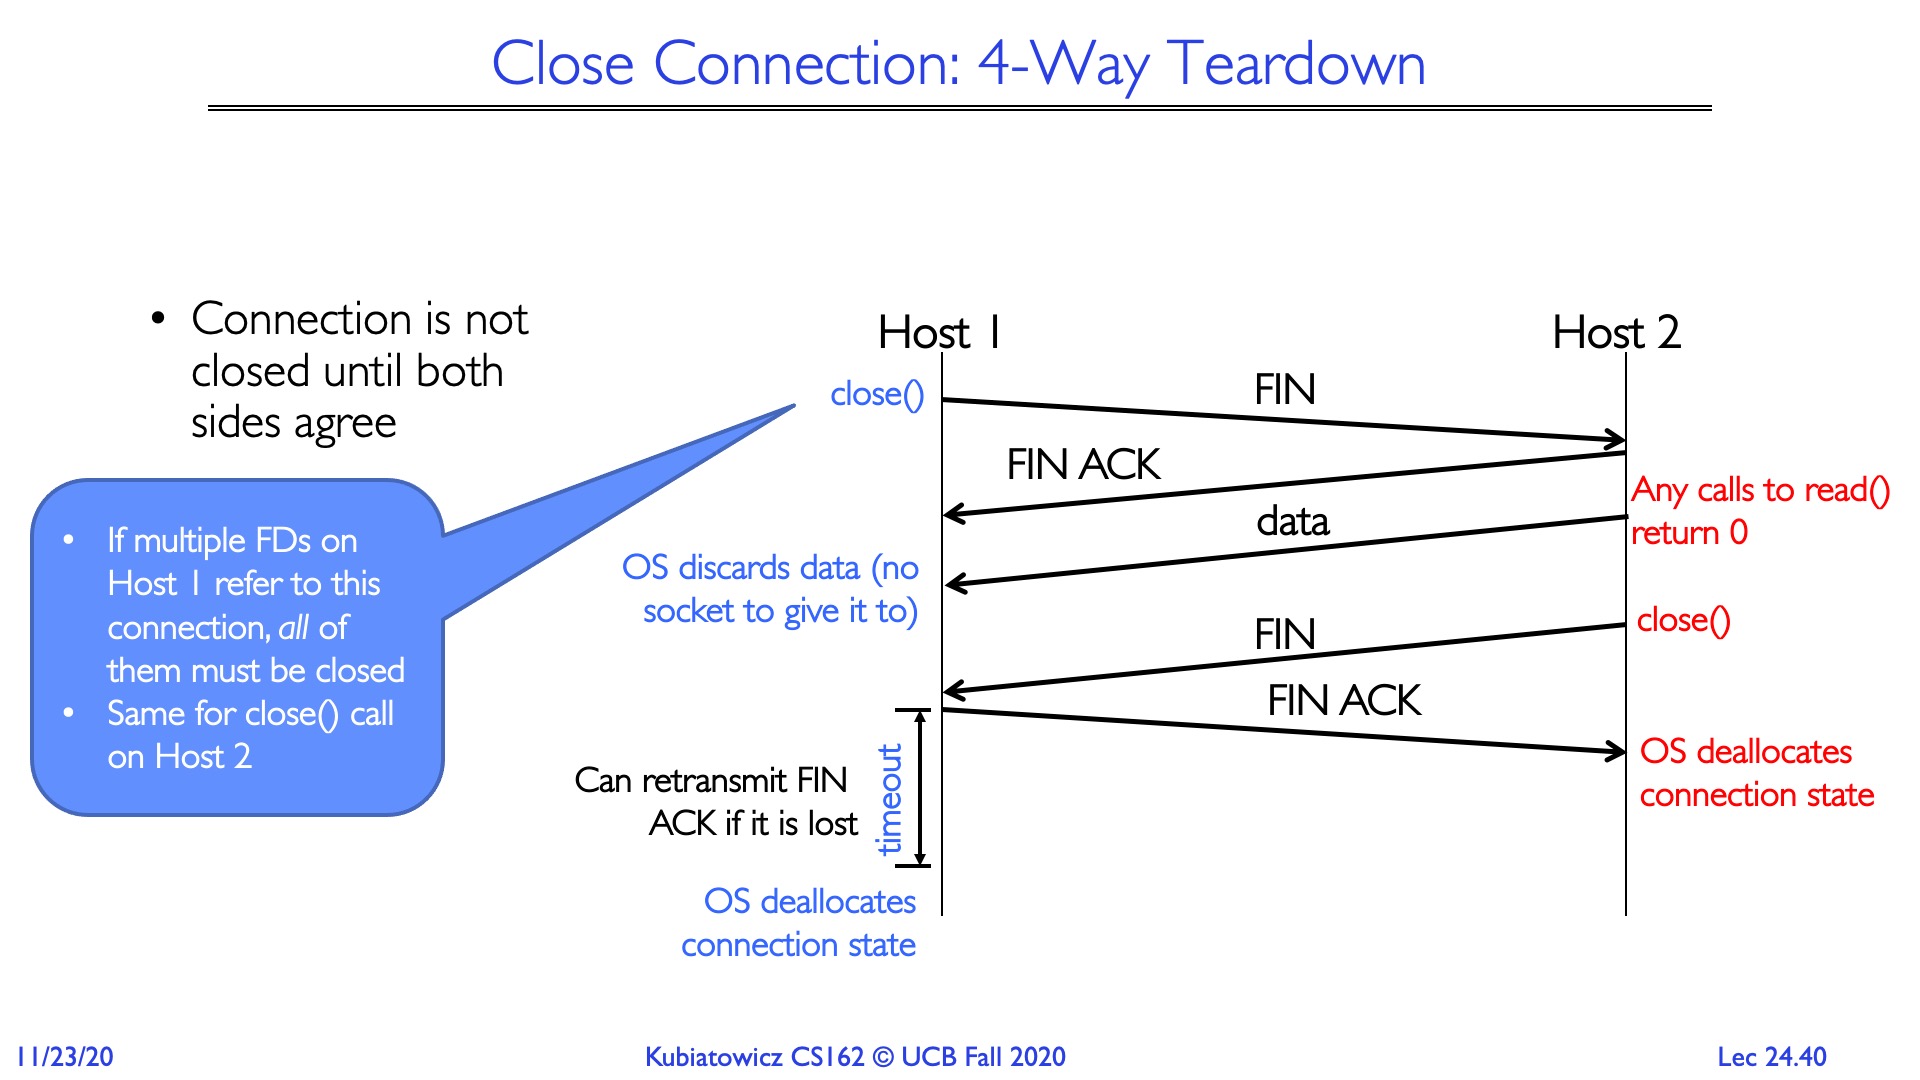 Close Connection: 4-Way Teardown
• Connection is not
closed until both
sides agree
• If multiple FDs on
Host 1 refer to this
connection, all of
them must be closed
• Same for close() call
on Host 2
Host 1
Host 2
close()
FIN
FIN ACK
Any calls to read()
return 0
data
OS discards data (no
socket to give it to)
close()
FIN
FIN ACK
Can retransmit FIN
ACK if it is lost
timeout
OS deallocates
connection state
OS deallocates
connection state
11/23/20
Kubiatowicz CS162 © UCB Fall 2020
Lec 24.40